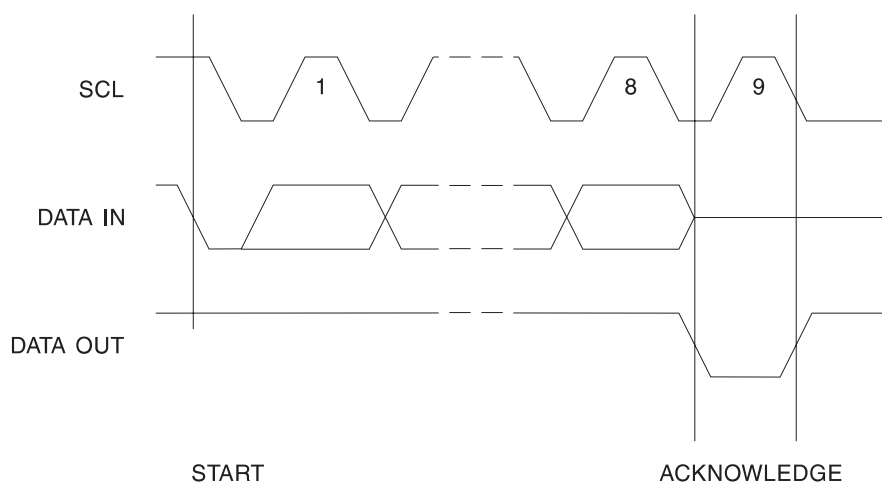 SCL
1
8
9
DATA IN
DATA OUT
START
ACKNOWLEDGE